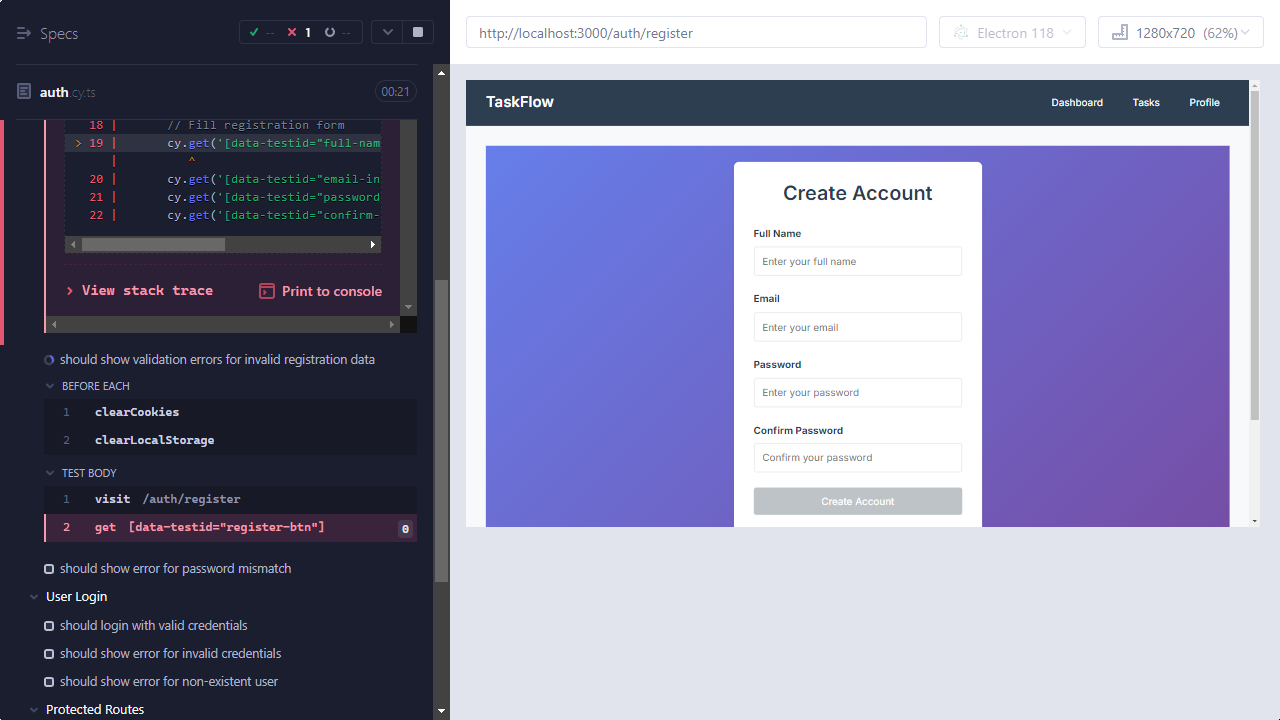 Specs
-- 1 --
auth.cy.ts 00:21
18 | // Fill registration form
> 19 | cy.get('[data-testid="full-nam
| ^
20 | cy.get('[data-testid="email-in
21 | cy.get('[data-testid="password
22 | cy.get('[data-testid="confirm-
View stack trace Print to console
should show validation errors for invalid registration data
BEFORE EACH
1 clearCookies
2 clearLocalStorage
TEST BODY
1 visit /auth/register
2 get [data-testid="register-btn"] 0
should show error for password mismatch
User Login
should login with valid credentials
should show error for invalid credentials
should show error for non-existent user
Protected Routes
http://localhost:3000/auth/register
Electron 118
1280x720 (62%)
TaskFlow
Dashboard Tasks Profile
Create Account
Full Name
Enter your full name
Email
Enter your email
Password
Enter your password
Confirm Password
Confirm your password
Create Account